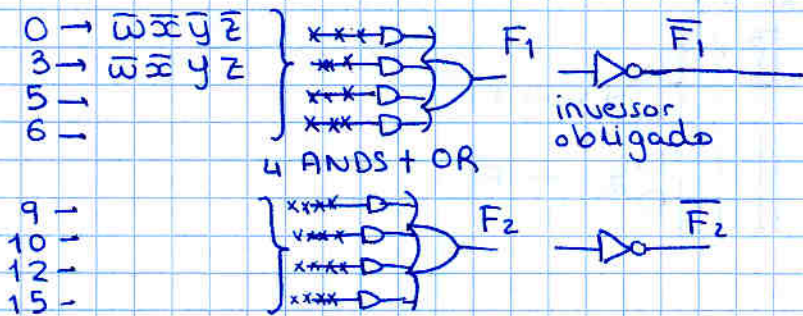 0 → w̅ x̅ y̅ z̅
3 → w̅ x̅ y z
5 →
6 →
F1
F̅1̅
inversor
obligado
4 ANDS + OR
9 -
10 -
12 -
15 -
F2
F̅2̅